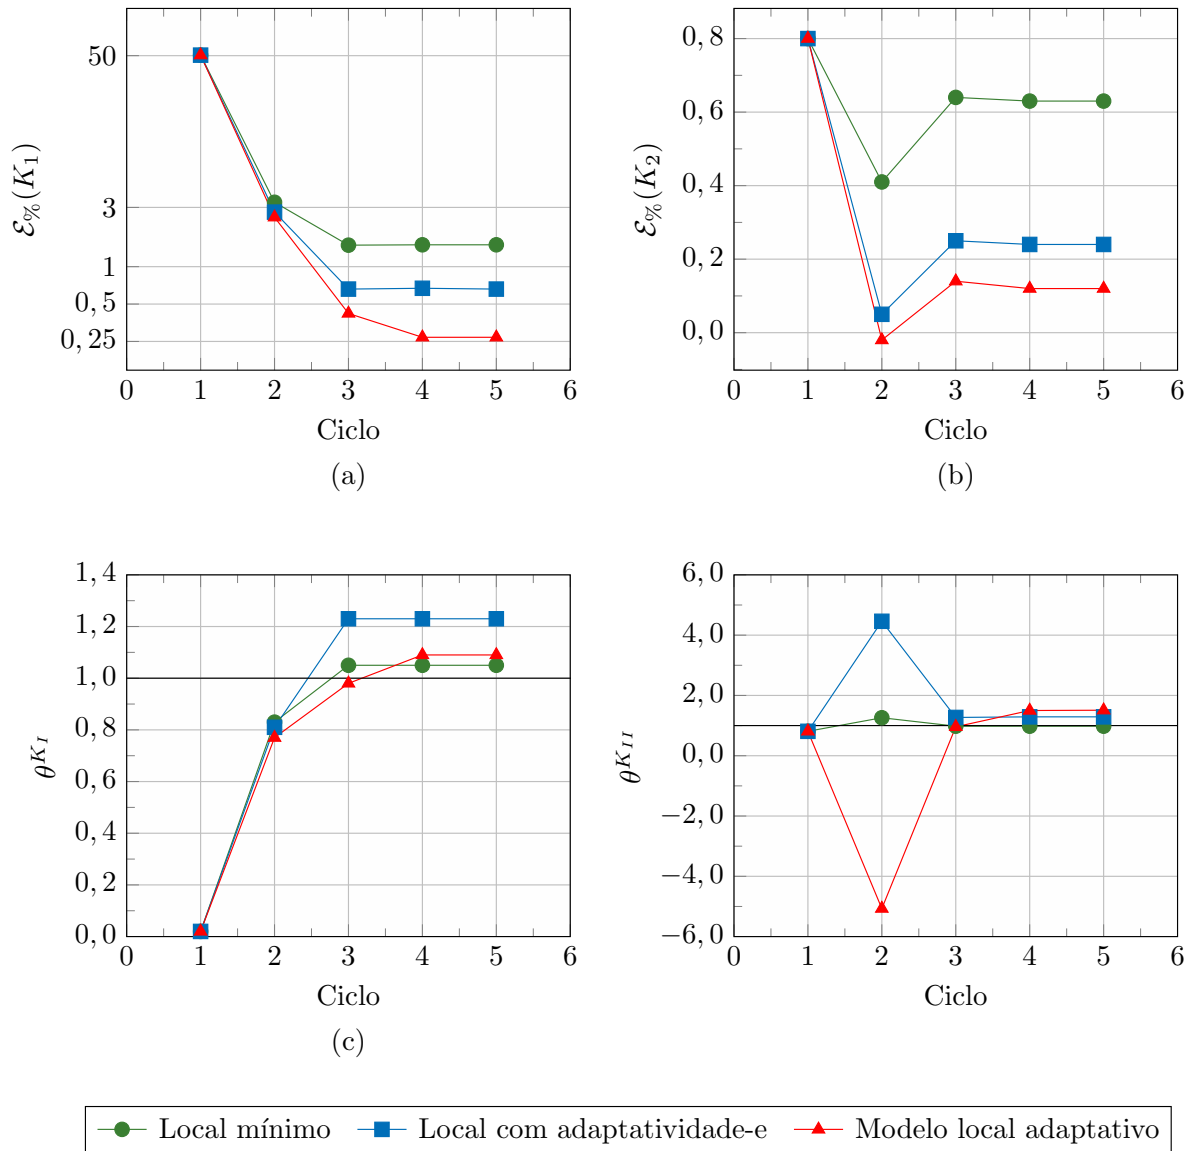 50
3
1
0,5
0,25
ℰ%(K1)
0 1 2 3 4 5 6
Ciclo
(a)
0,8
0,6
0,4
0,2
0,0
ℰ%(K2)
0 1 2 3 4 5 6
Ciclo
(b)
1,4
1,2
1,0
0,8
0,6
0,4
0,2
0,0
θ^{K_I}
0 1 2 3 4 5 6
Ciclo
(c)
6,0
4,0
2,0
0,0
−2,0
−4,0
−6,0
θ^{K_{II}}
0 1 2 3 4 5 6
Ciclo
Local mínimo Local com adaptatividade-e Modelo local adaptativo